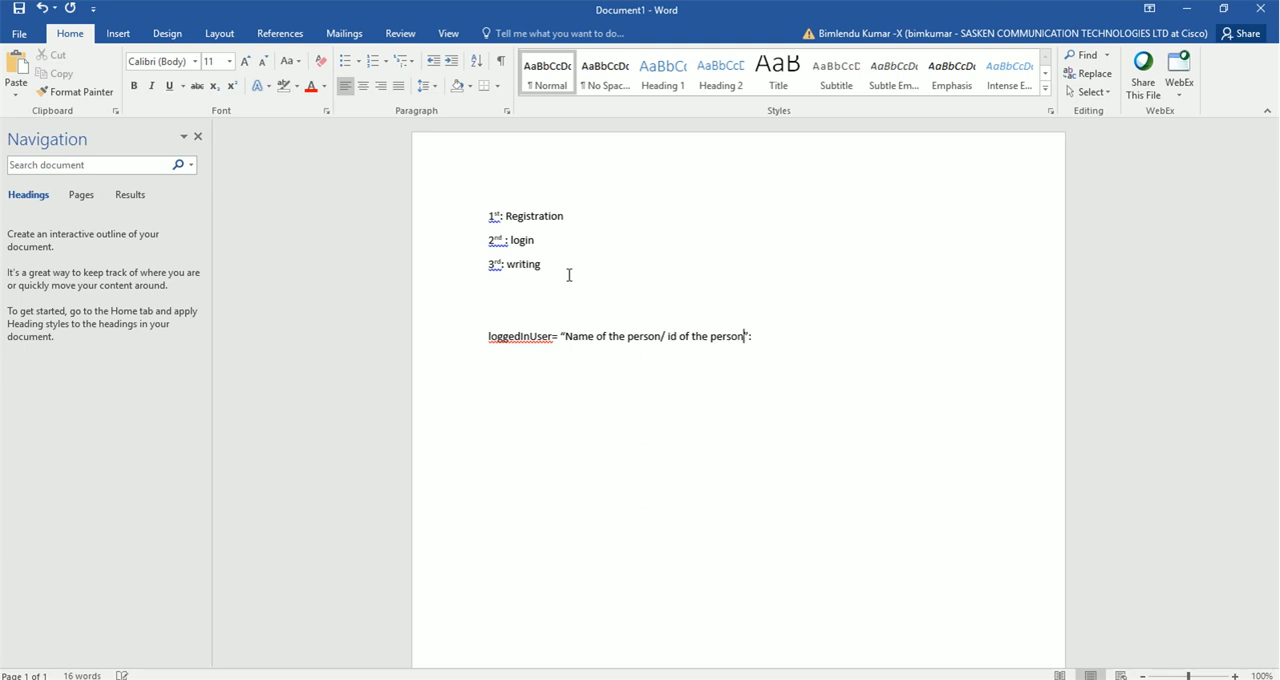 Document1 - Word
File Home Insert Design Layout References Mailings Review View Tell me what you want to do... Bimlendu Kumar -X (bimkumar - SASKEN COMMUNICATION TECHNOLOGIES LTD at Cisco) Share
Paste Cut Copy Format Painter Clipboard
Calibri (Body) 11 Aa B I U abc X₂ X² A A Font
Paragraph
AaBbCcDc ¶ Normal
AaBbCcDc ¶ No Spac...
AaBbC( Heading 1
AaBbCcE Heading 2
AaB Title
AaBbCcD Subtitle
AaBbCcDc Subtle Em...
AaBbCcDc Emphasis
AaBbCcDc Intense E...
Styles
Find Replace Select Editing
Share This File WebEx WebEx
Navigation
Search document
Headings Pages Results
Create an interactive outline of your
document.
It's a great way to keep track of where you are
or quickly move your content around.
To get started, go to the Home tab and apply
Heading styles to the headings in your
document.
1st: Registration
2nd : login
3rd: writing
loggedInUser= “Name of the person/ id of the person”:
Page 1 of 1 16 words 100%